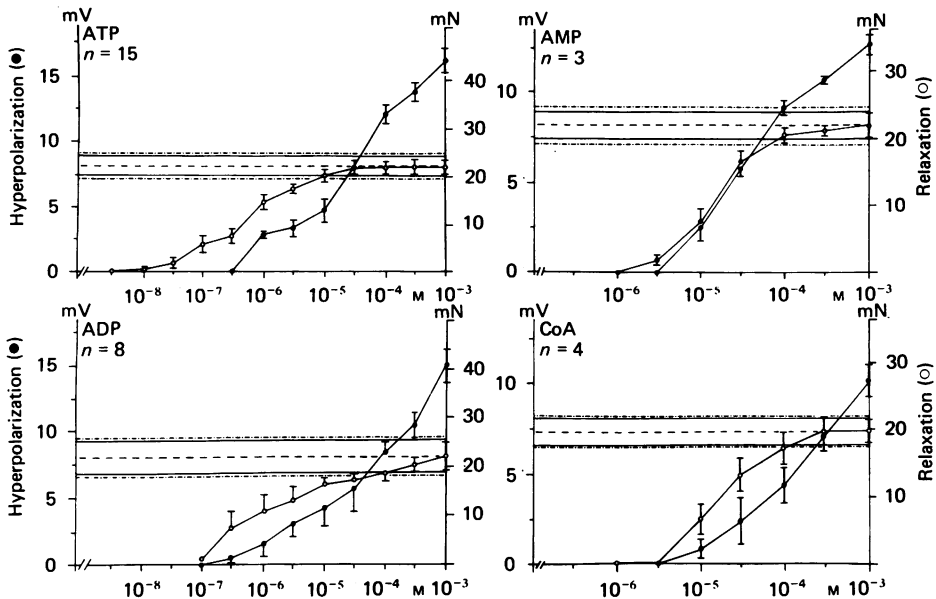 mV mN
ATP
n = 15
Hyperpolarization (●)
15
10
5
0
40
30
20
10
10⁻⁸ 10⁻⁷ 10⁻⁶ 10⁻⁵ 10⁻⁴ M 10⁻³
mV mN
AMP
n = 3
10
5
0
30
20
10
Relaxation (○)
10⁻⁶ 10⁻⁵ 10⁻⁴ M 10⁻³
mV mN
ADP
n = 8
Hyperpolarization (●)
15
10
5
0
40
30
20
10
10⁻⁸ 10⁻⁷ 10⁻⁶ 10⁻⁵ 10⁻⁴ M 10⁻³
mV mN
CoA
n = 4
10
5
0
30
20
10
Relaxation (○)
10⁻⁶ 10⁻⁵ 10⁻⁴ M 10⁻³